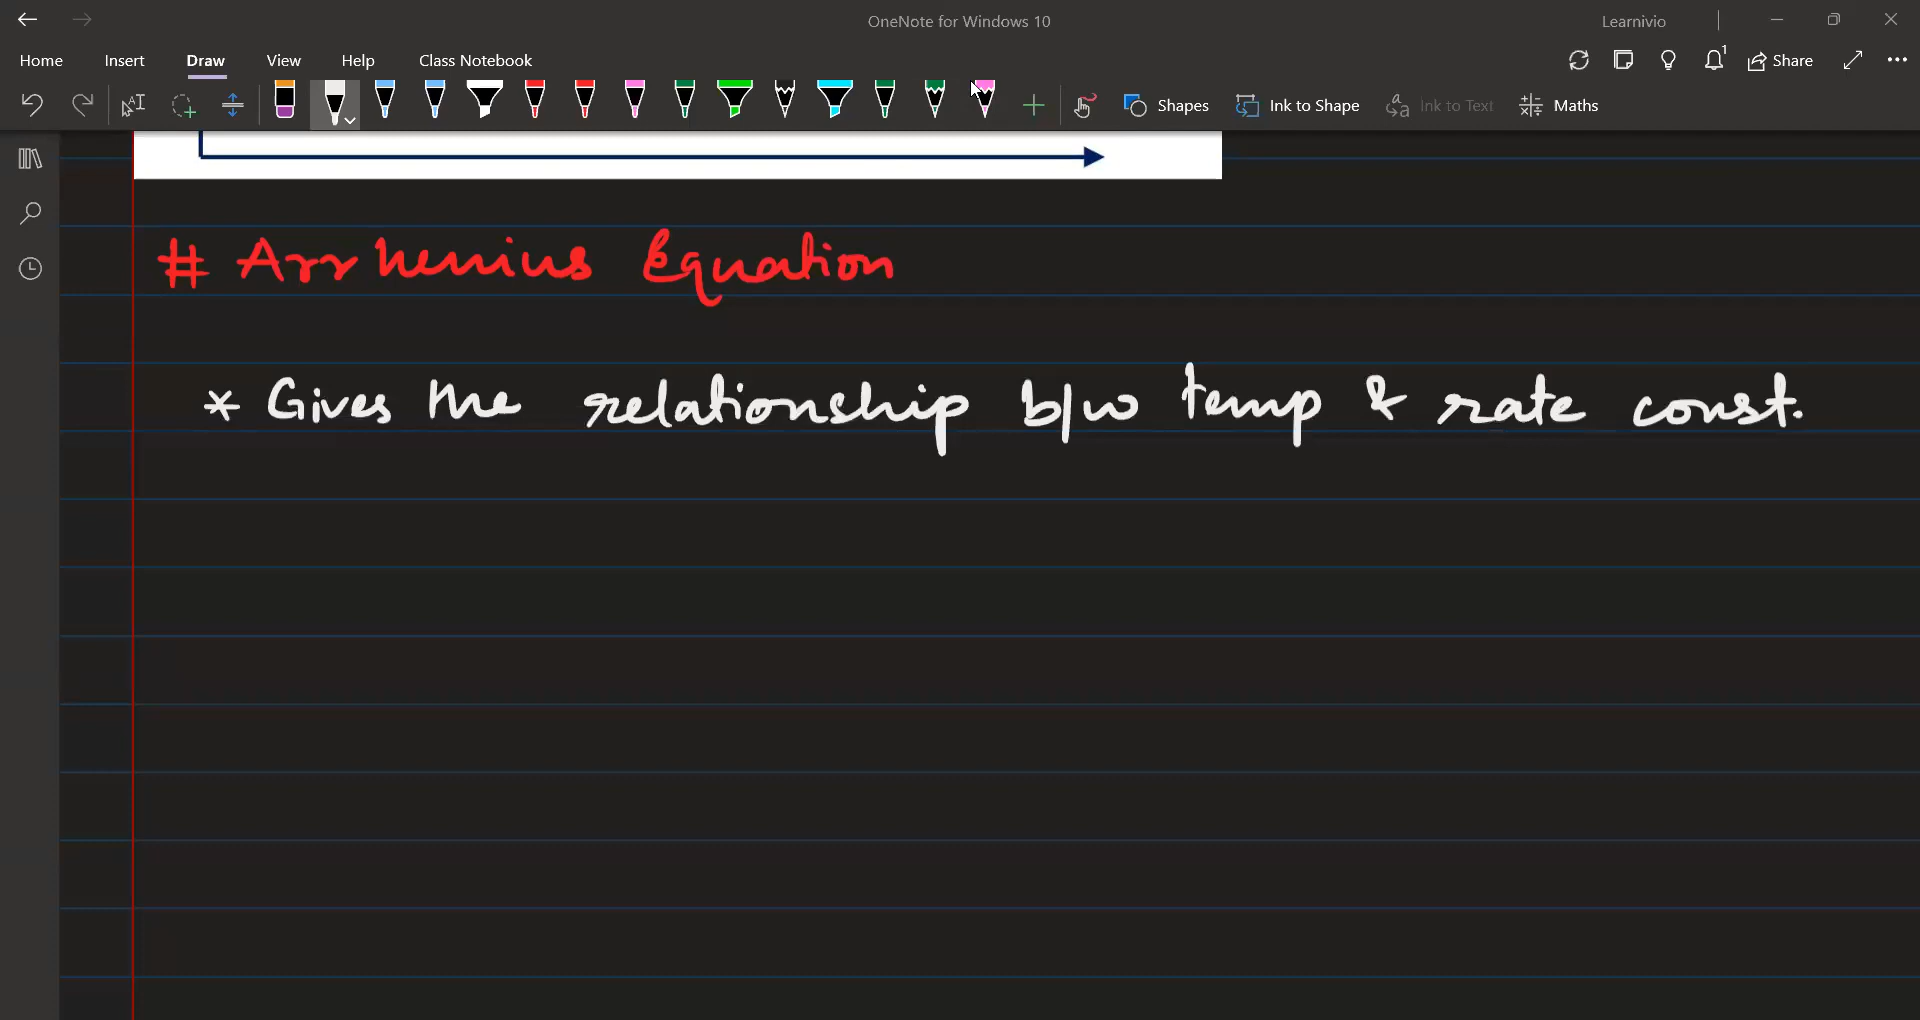 OneNote for Windows 10
Learnivio
Home Insert Draw View Help Class Notebook
1
Share
Shapes Ink to Shape Ink to Text Maths
# Arrhenius Equation
* Gives the relationship b/w temp & rate const.